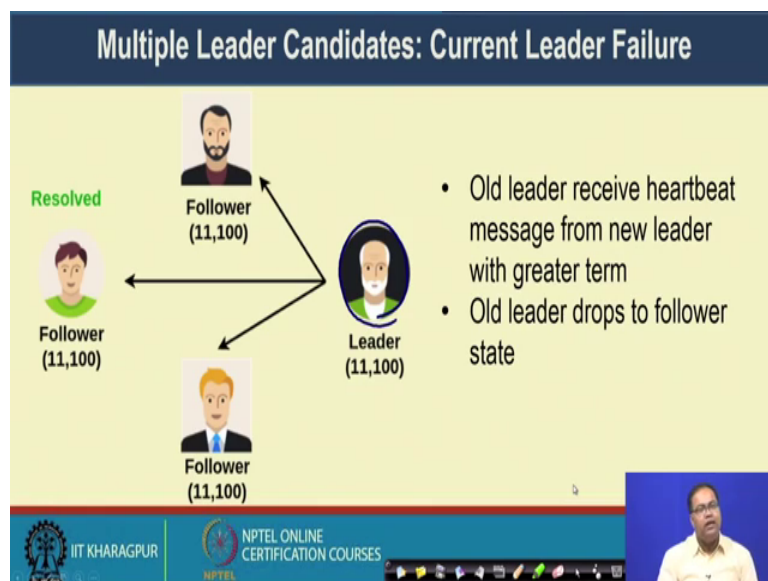 Multiple Leader Candidates: Current Leader Failure
Resolved
Follower
(11,100)
Follower
(11,100)
Leader
(11,100)
Follower
(11,100)
• Old leader receive heartbeat
message from new leader
with greater term
• Old leader drops to follower
state
IIT KHARAGPUR
NPTEL
NPTEL ONLINE
CERTIFICATION COURSES